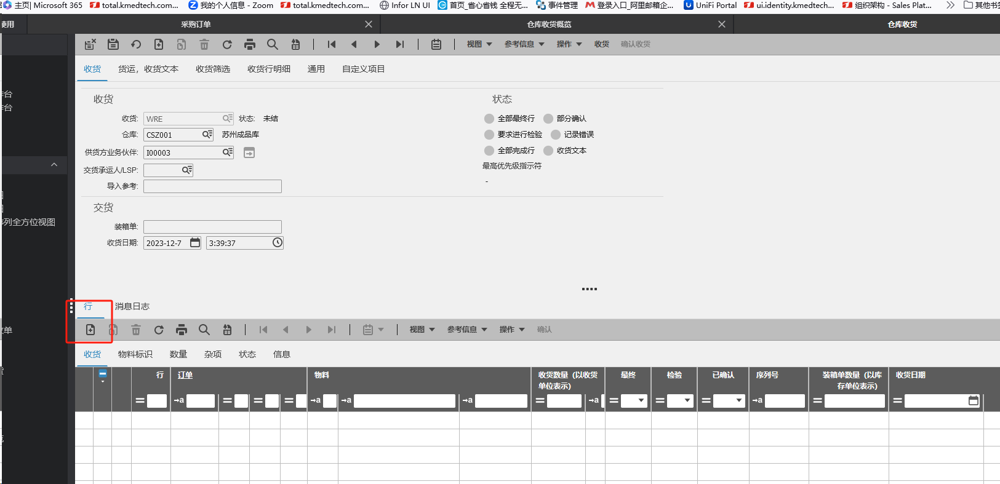 主页| Microsoft 365 total.kmedtech.com... 我的个人信息 - Zoom total.kmedtech.com... Infor LN UI 首页_省心省钱 全程无... 事件管理 登录入口_阿里邮箱企... UniFi Portal ui.identity.kmedtech... 组织架构 - Sales Plat... 其他书签
使用 采购订单 仓库收货概览 仓库收货
视图 参考信息 操作 收货 确认收货
收货 货运，收货文本 收货筛选 收货行明细 通用 自定义项目
作台
作台
收货 状态
收货: WRE 状态: 未结 全部最终行 部分确认
仓库: CSZ001 苏州成品库 要求进行检验 记录错误
供货方业务伙伴: I00003 全部完成行 收货文本
交货承运人/LSP: 最高优先级指示符
导入参考: -
交货
序列全方位视图
装箱单:
收货日期: 2023-12-7 3:39:37
行 消息日志
收单
视图 参考信息 操作 确认
收货 物料标识 数量 杂项 状态 信息
行 订单 物料 收货数量（以收货单位表示） 最终 检验 已确认 序列号 装箱单数量（以库存单位表示） 收货日期
= →a = = = →a →a →a = →a = = = →a = =